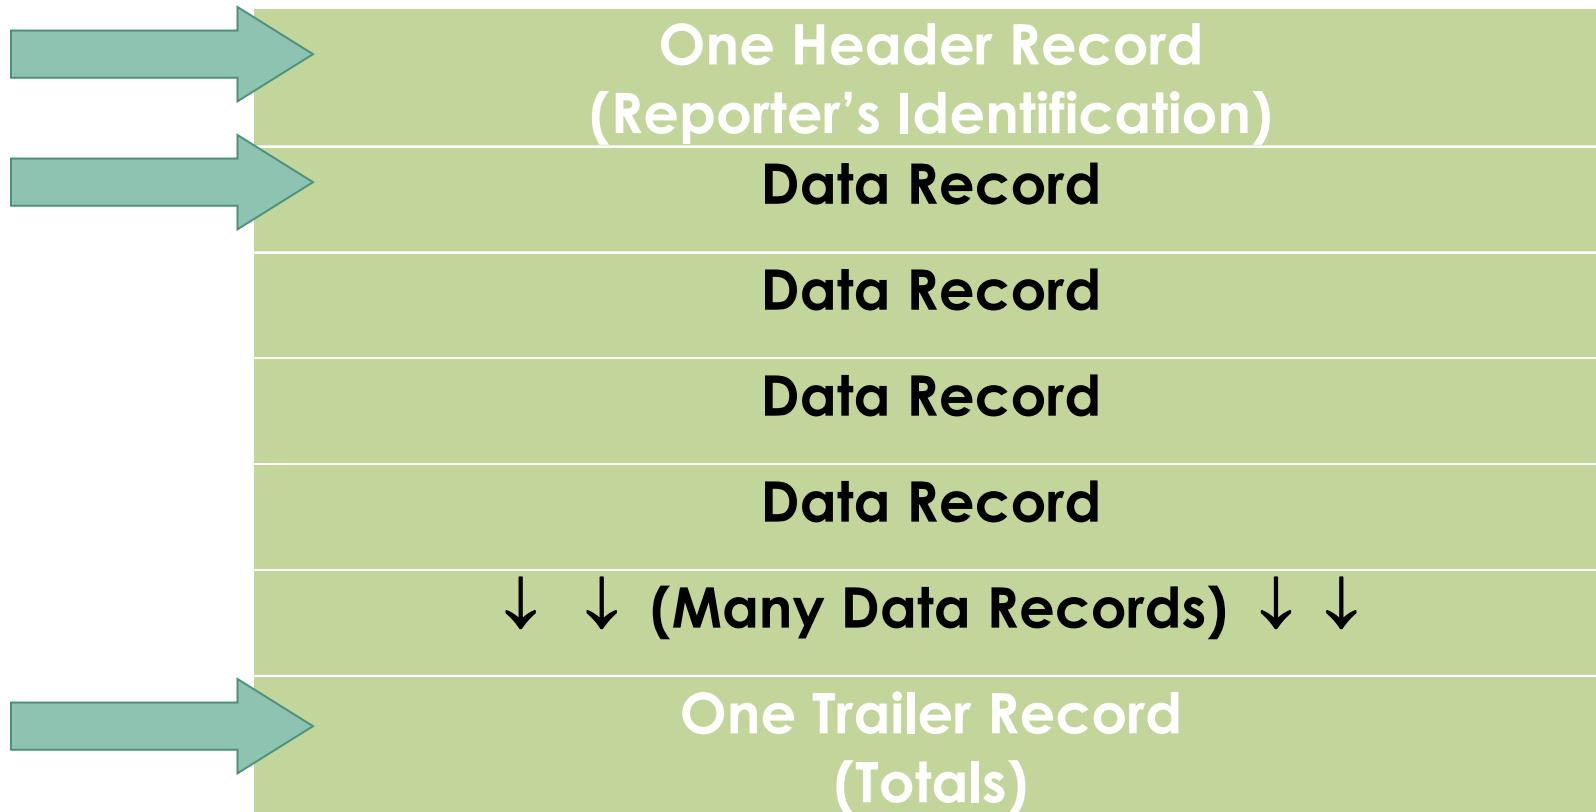 One Header Record
(Reporter’s Identification)
Data Record
Data Record
Data Record
Data Record
↓ ↓ (Many Data Records) ↓ ↓
One Trailer Record
(Totals)